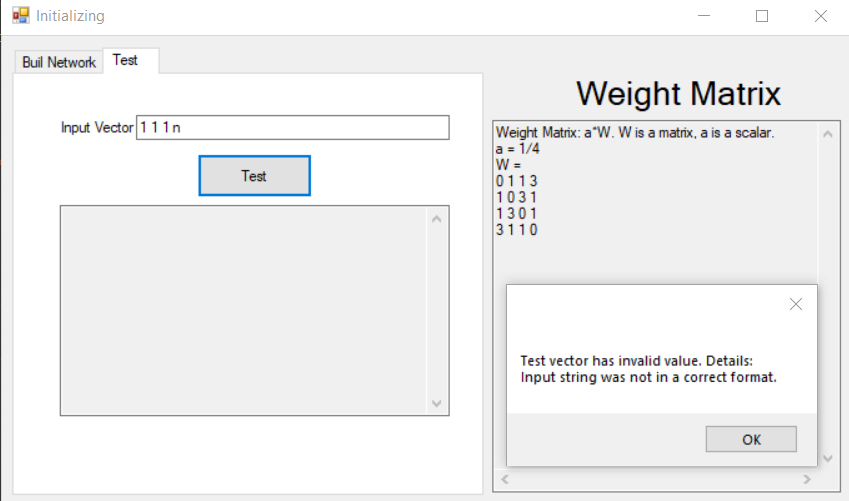 Initializing
Buil Network
Test
Weight Matrix
Input Vector
1 1 1 n
Test
Weight Matrix: a*W. W is a matrix, a is a scalar.
a = 1/4
W =
0 1 1 3
1 0 3 1
1 3 0 1
3 1 1 0
Test vector has invalid value. Details:
Input string was not in a correct format.
OK